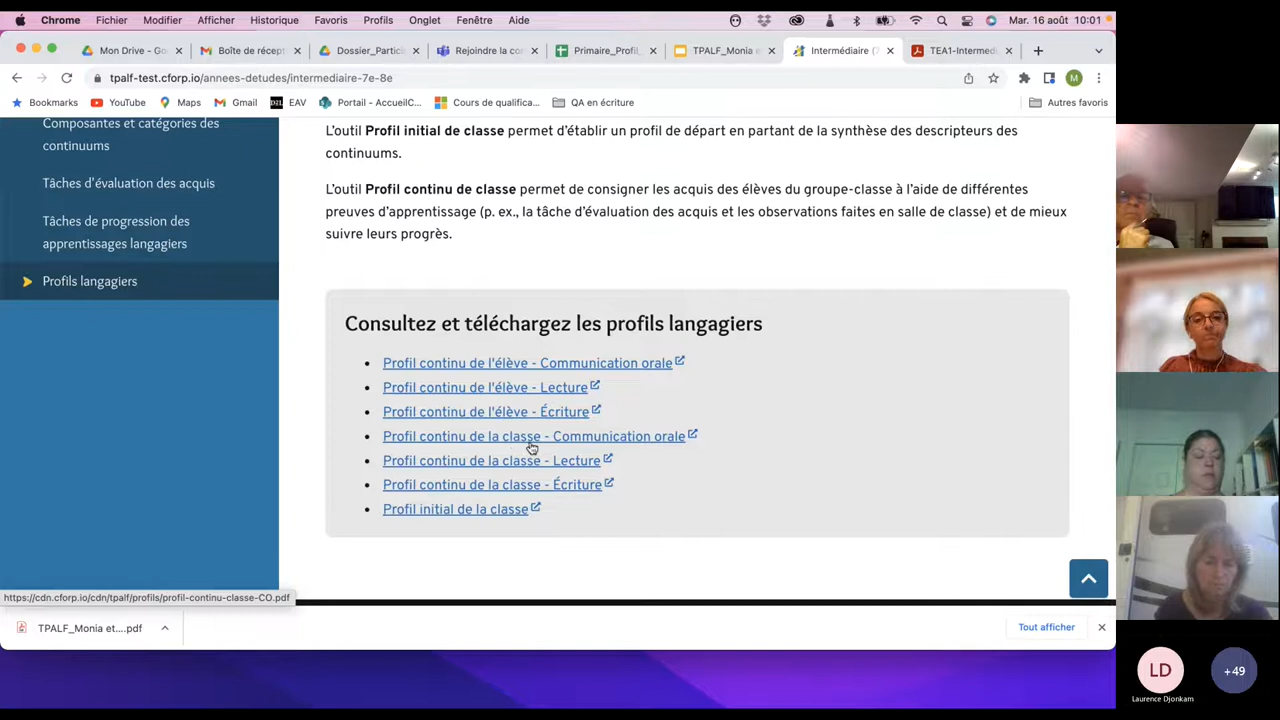 Chrome Fichier Modifier Afficher Historique Favoris Profils Onglet Fenêtre Aide Mar. 16 août 10:01
Mon Drive - Go Boîte de récept Dossier_Partici Rejoindre la co Primaire_Profil_ TPALF_Monia et Intermédiaire (7 TEA1-Intermed
tpalf-test.cforp.io/annees-detudes/intermediaire-7e-8e M
Bookmarks YouTube Maps Gmail D2L EAV Portail - AccueilC... Cours de qualifica... QA en écriture Autres favoris
Composantes et catégories des
continuums
Tâches d'évaluation des acquis
Tâches de progression des
apprentissages langagiers
Profils langagiers
L'outil Profil initial de classe permet d'établir un profil de départ en partant de la synthèse des descripteurs des
continuums.
L'outil Profil continu de classe permet de consigner les acquis des élèves du groupe-classe à l'aide de différentes
preuves d'apprentissage (p. ex., la tâche d'évaluation des acquis et les observations faites en salle de classe) et de mieux
suivre leurs progrès.
Consultez et téléchargez les profils langagiers
Profil continu de l'élève - Communication orale
Profil continu de l'élève - Lecture
Profil continu de l'élève - Écriture
Profil continu de la classe - Communication orale
Profil continu de la classe - Lecture
Profil continu de la classe - Écriture
Profil initial de la classe
https://cdn.cforp.io/cdn/tpalf/profils/profil-continu-classe-CO.pdf
TPALF_Monia et....pdf
Tout afficher
LD
+49
Laurence Djonkam